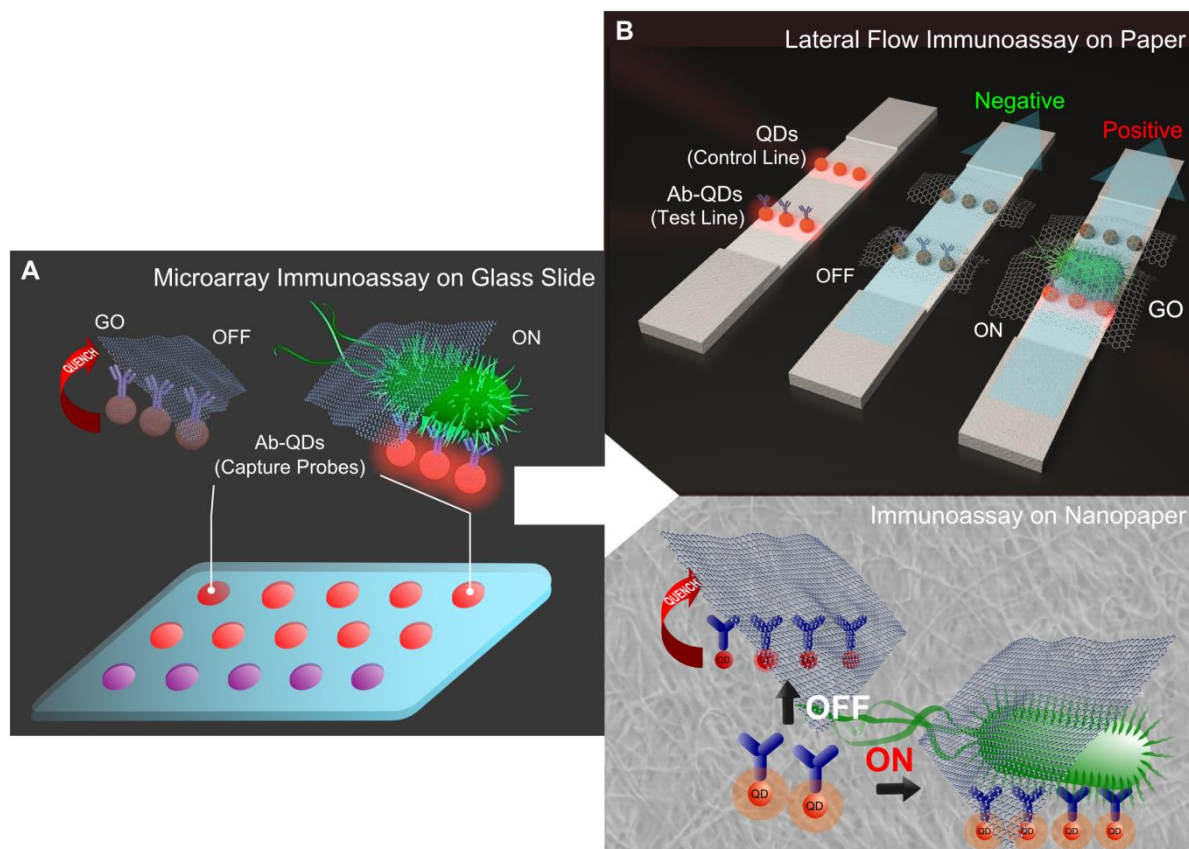 A
Microarray Immunoassay on Glass Slide
GO
OFF
QUENCH
ON
Ab-QDs
(Capture Probes)
B
Lateral Flow Immunoassay on Paper
Negative
Positive
QDs
(Control Line)
Ab-QDs
(Test Line)
OFF
ON
GO
Immunoassay on Nanopaper
QUENCH
QD
OFF
ON
QD
QD
QD
QD
QD
QD